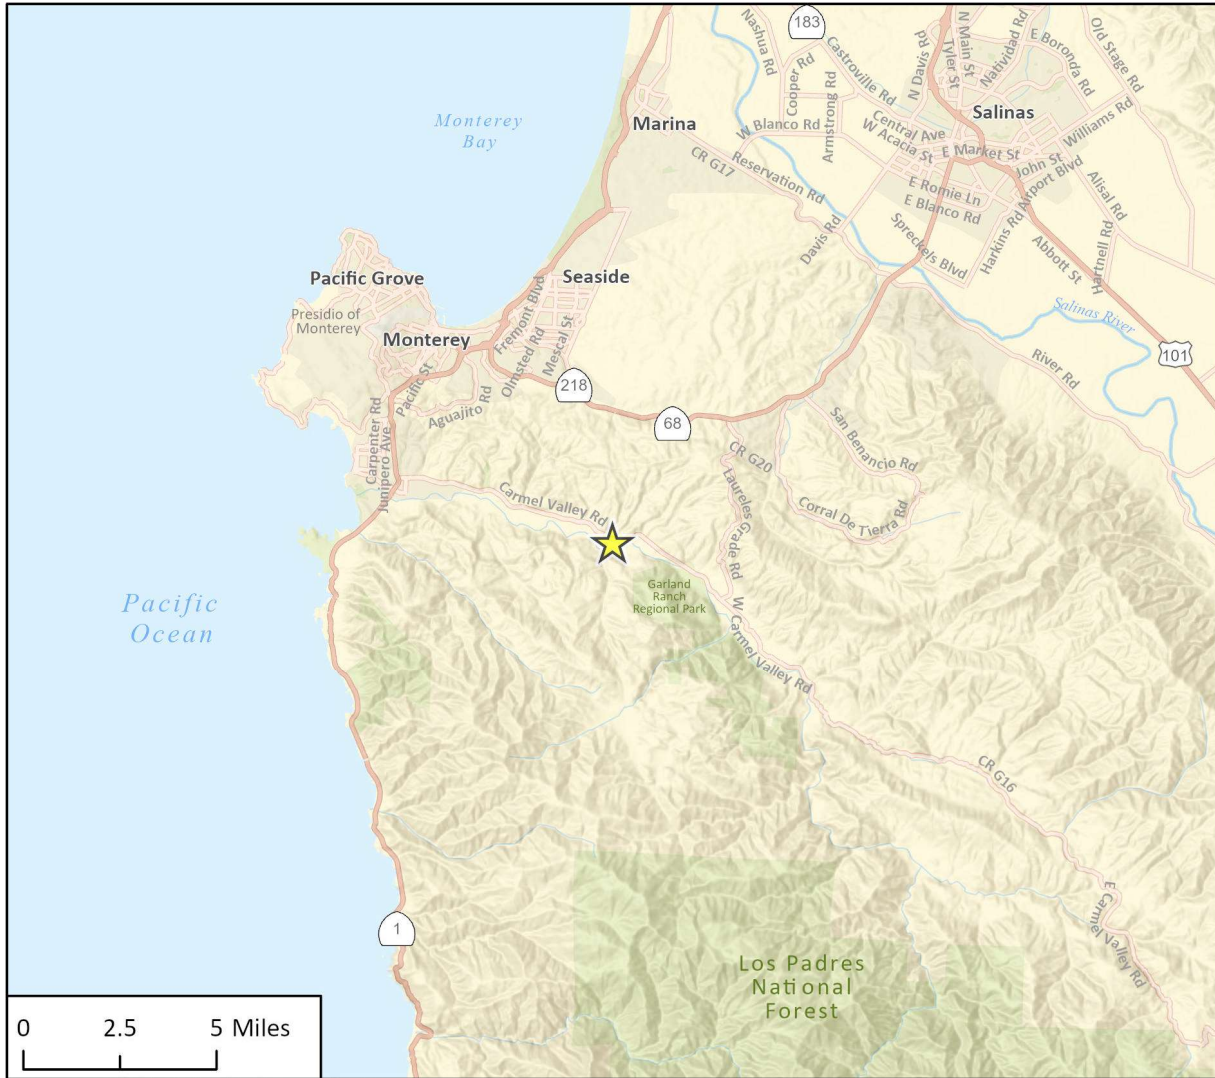 183
Nashua Rd
Cooper Rd
Armstrong Rd
Castroville Rd
N Davis Rd
N Main St
Tyler St
Natividad Rd
E Boronda Rd
Old Stage Rd
Monterey
Bay
Marina
Salinas
W Blanco Rd
Central Ave
W Acacia St
E Market St
Williams Rd
John St
Airport Blvd
CR G17
Reservation Rd
E Romie Ln
E Blanco Rd
Alisal Rd
Davis Rd
Spreckels Blvd
Harkins Rd
Abbott St
Hartnell Rd
Pacific Grove
Seaside
Presidio of
Monterey
Monterey
Fremont Blvd
Olmsted Rd
Mescal St
Salinas River
101
Pacific St
Aguajito Rd
218
68
River Rd
Carpenter Rd
Junipero Ave
San Benancio Rd
CR G20
Laureles Grade Rd
Corral De Tierra Rd
Carmel Valley Rd
Garland
Ranch
Regional Park
Pacific
Ocean
W Carmel Valley Rd
CR G16
E Carmel Valley Rd
1
Los Padres
National
Forest
0 2.5 5 Miles